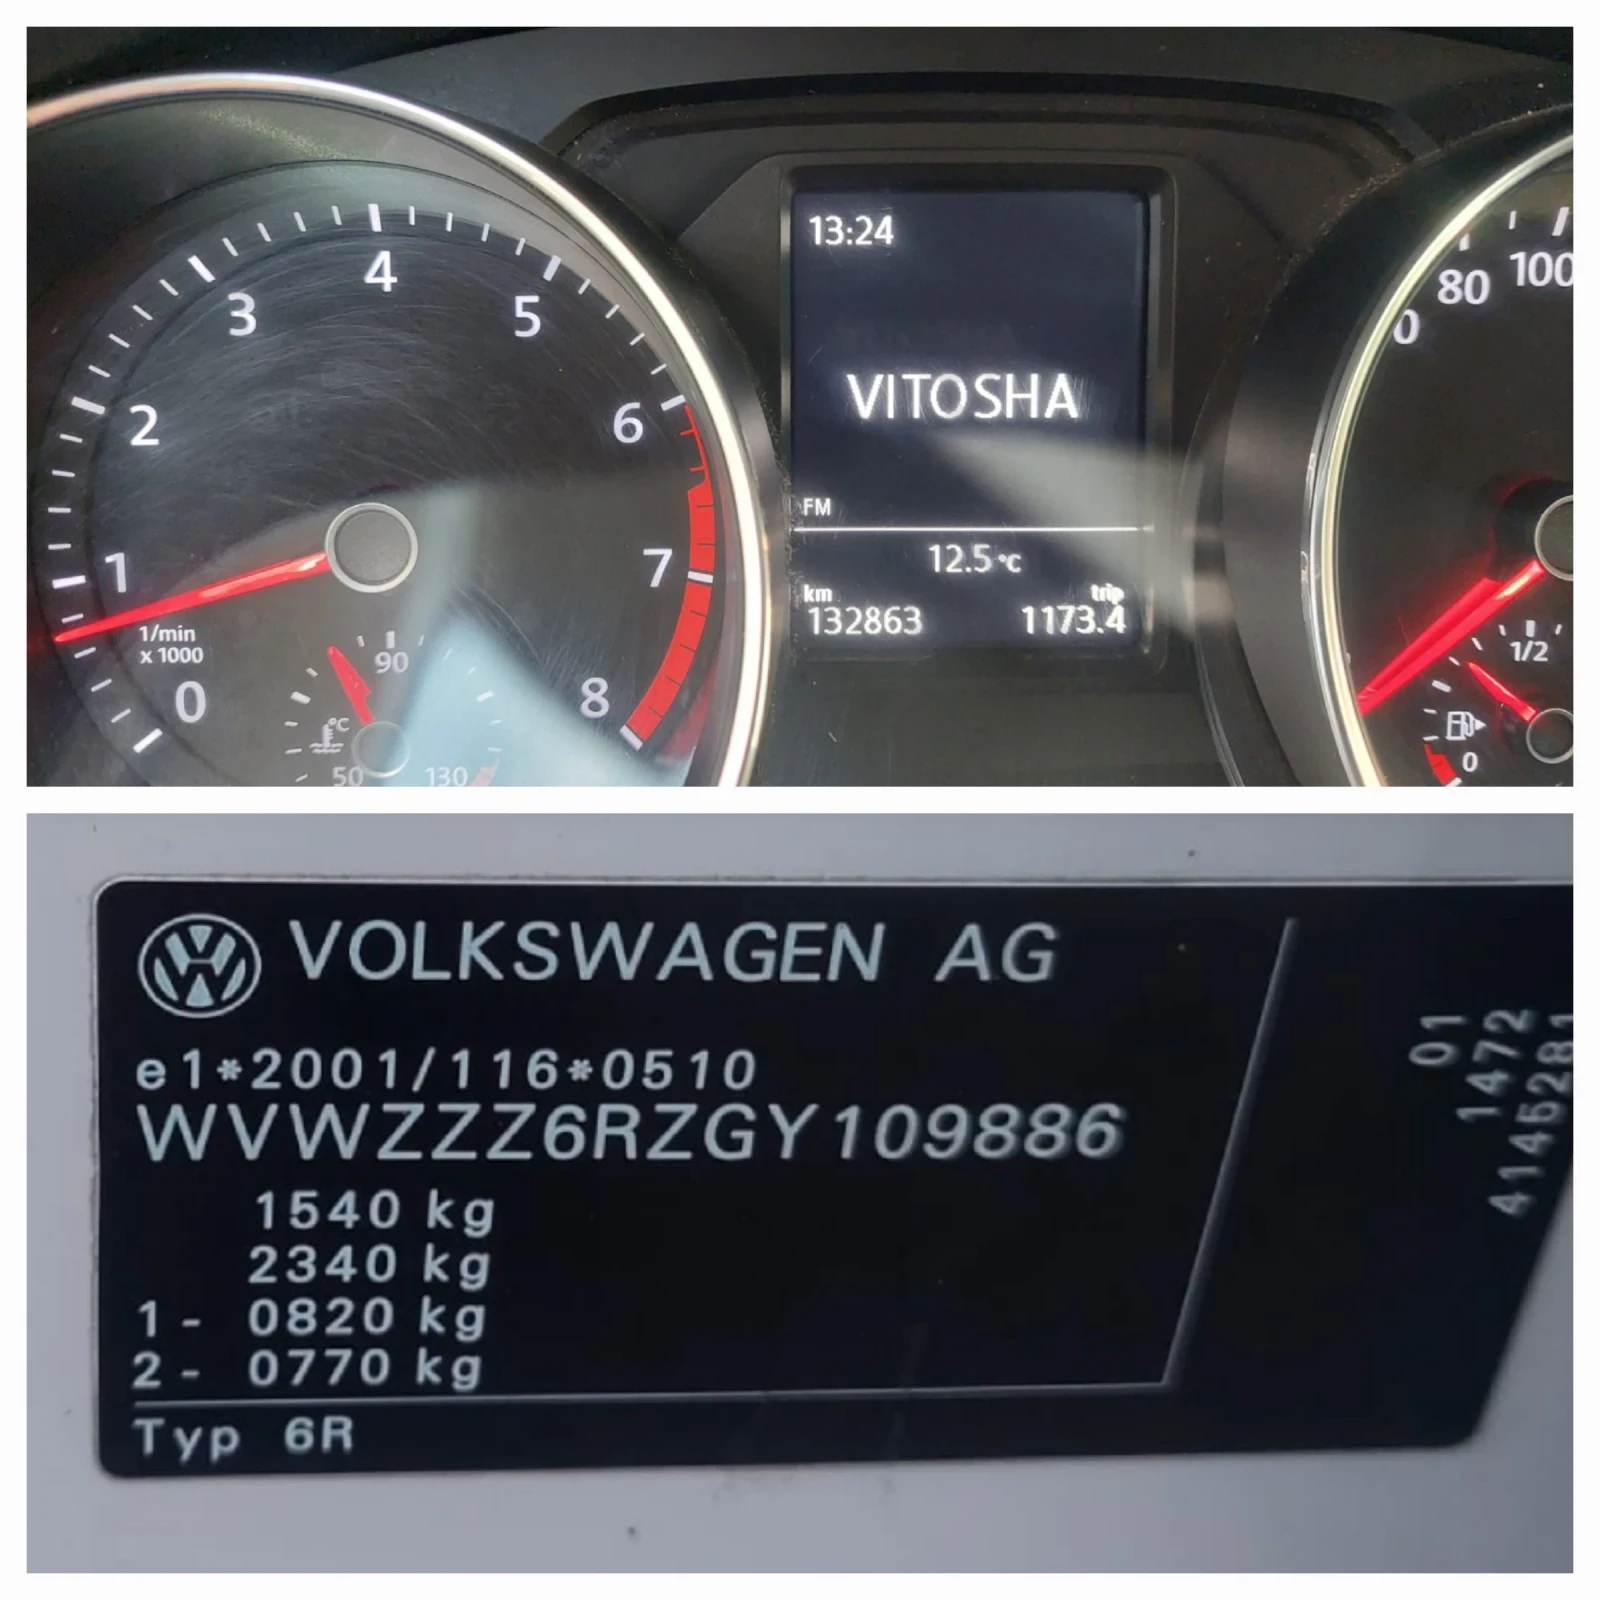 13:24
VITOSHA
FM
12.5 °C
km
trip
132863
1173.4
0
1
2
3
4
5
6
7
8
1/min
x 1000
°C
50
90
130
80
100
1/2
0
VOLKSWAGEN AG
e1*2001/116*0510
WVWZZZ6RZGY109886
1540 kg
2340 kg
1- 0820 kg
2- 0770 kg
Typ 6R
01
1472
4145281